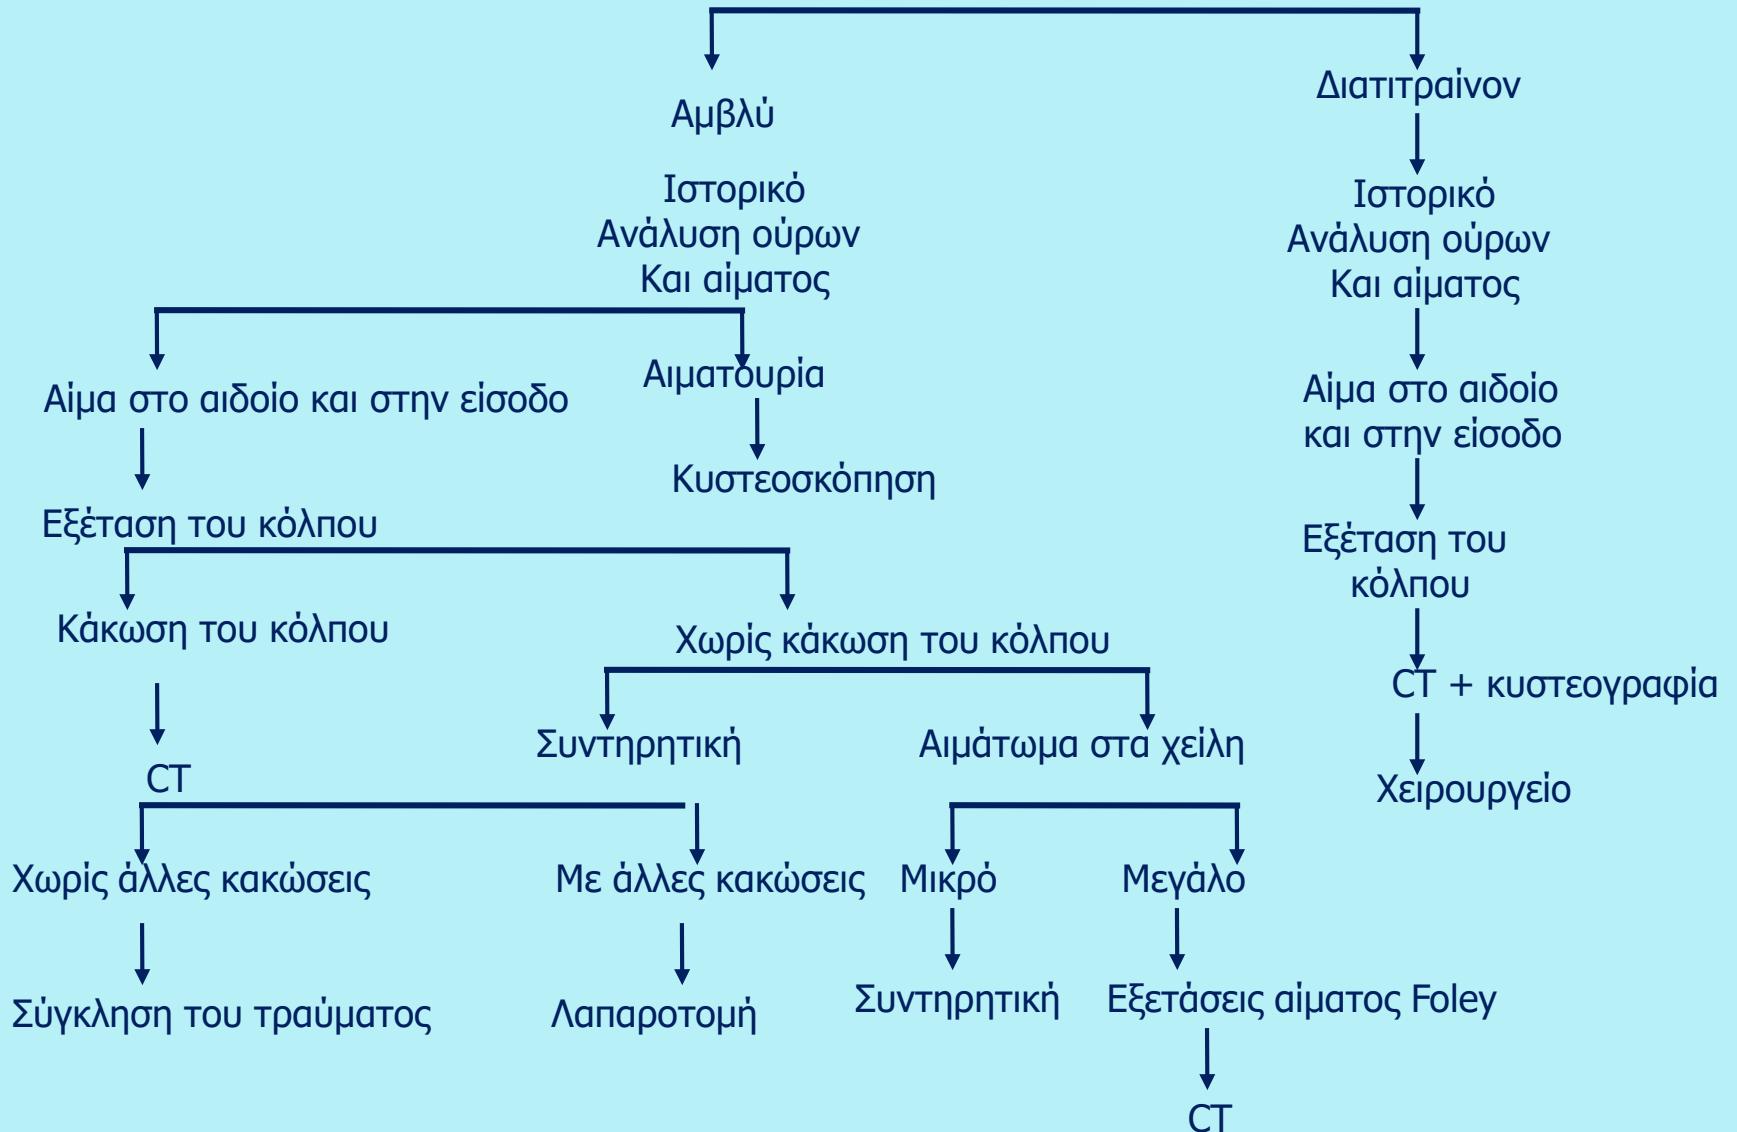 Αμβλύ
Διατιτραίνον
Ιστορικό
Ανάλυση ούρων
Και αίματος
Ιστορικό
Ανάλυση ούρων
Και αίματος
Αίμα στο αιδοίο και στην είσοδο
Αιματουρία
Αίμα στο αιδοίο
και στην είσοδο
Κυστεοσκόπηση
Εξέταση του κόλπου
Εξέταση του
κόλπου
Κάκωση του κόλπου
Χωρίς κάκωση του κόλπου
CT + κυστεογραφία
Συντηρητική
Αιμάτωμα στα χείλη
CT
Χειρουργείο
Χωρίς άλλες κακώσεις
Με άλλες κακώσεις
Μικρό
Μεγάλο
Σύγκληση του τραύματος
Λαπαροτομή
Συντηρητική
Εξετάσεις αίματος Foley
CT